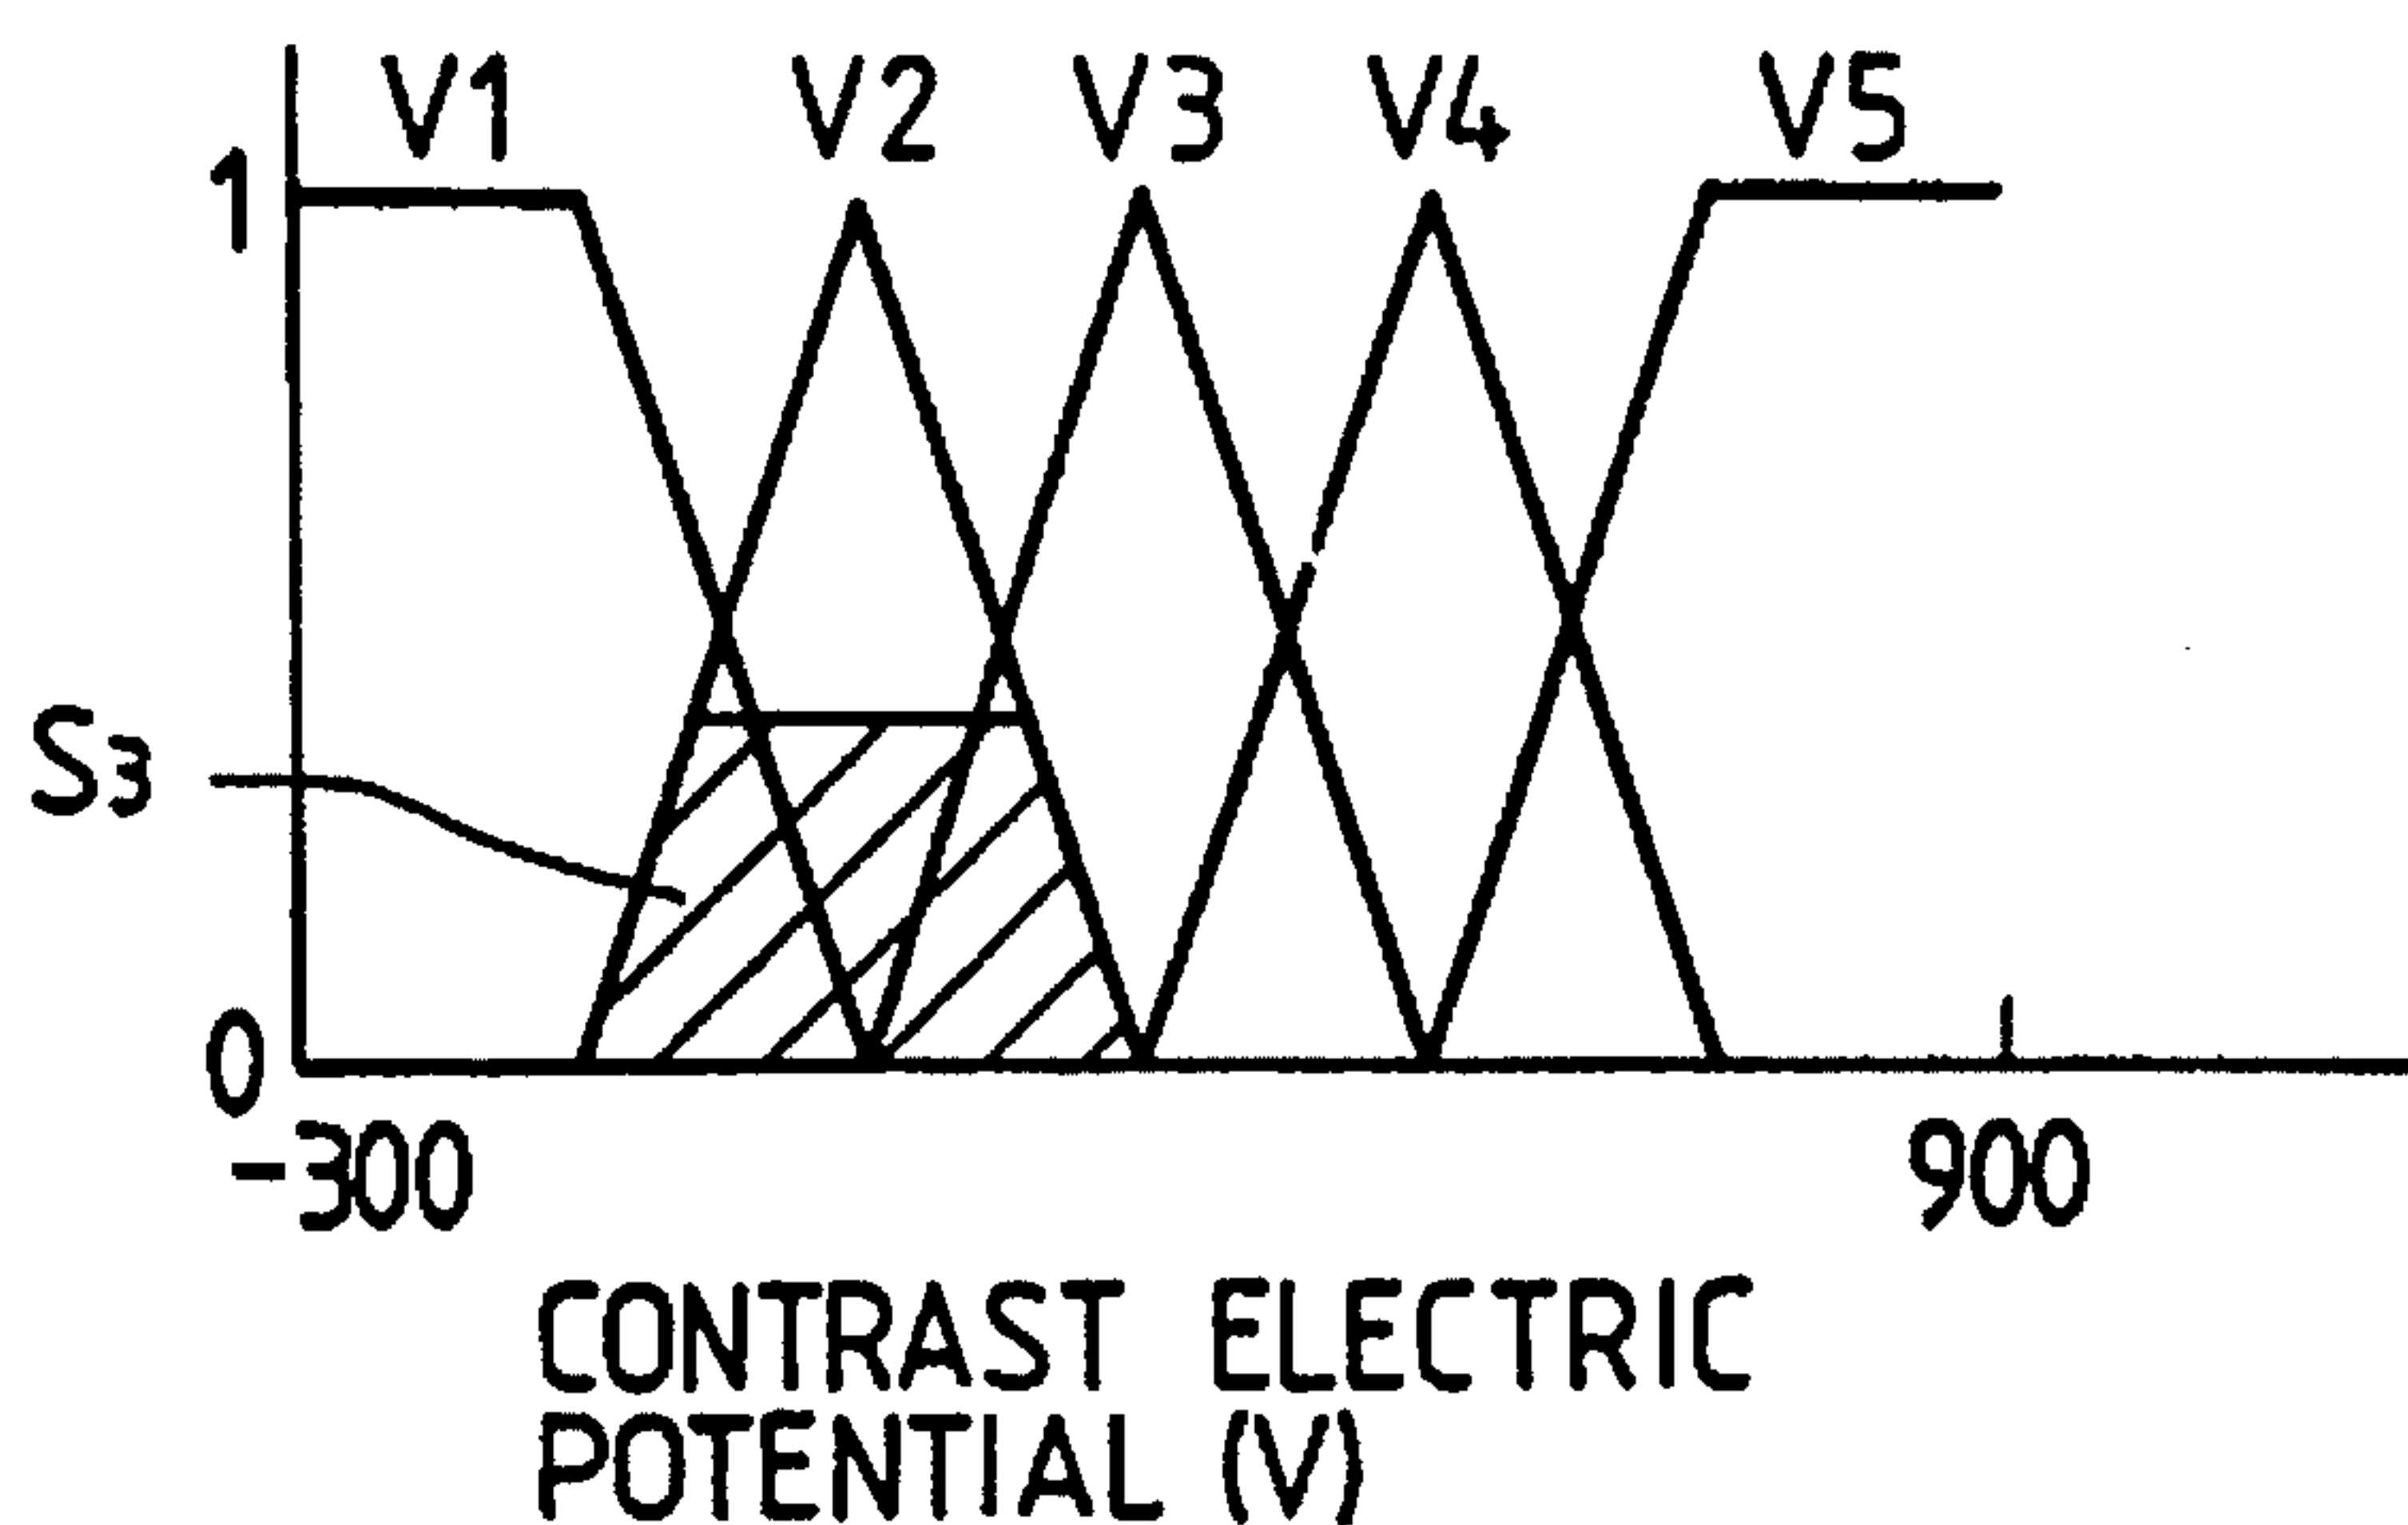 V1 V2 V3 V4 V5
1
S3
0
-300 900
CONTRAST ELECTRIC
POTENTIAL (V)